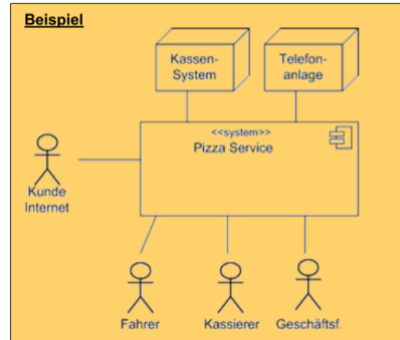 Beispiel
Kassen-
System
Telefon-
anlage
<<system>>
Pizza Service
Kunde
Internet
Fahrer
Kassierer
Geschäftsf.